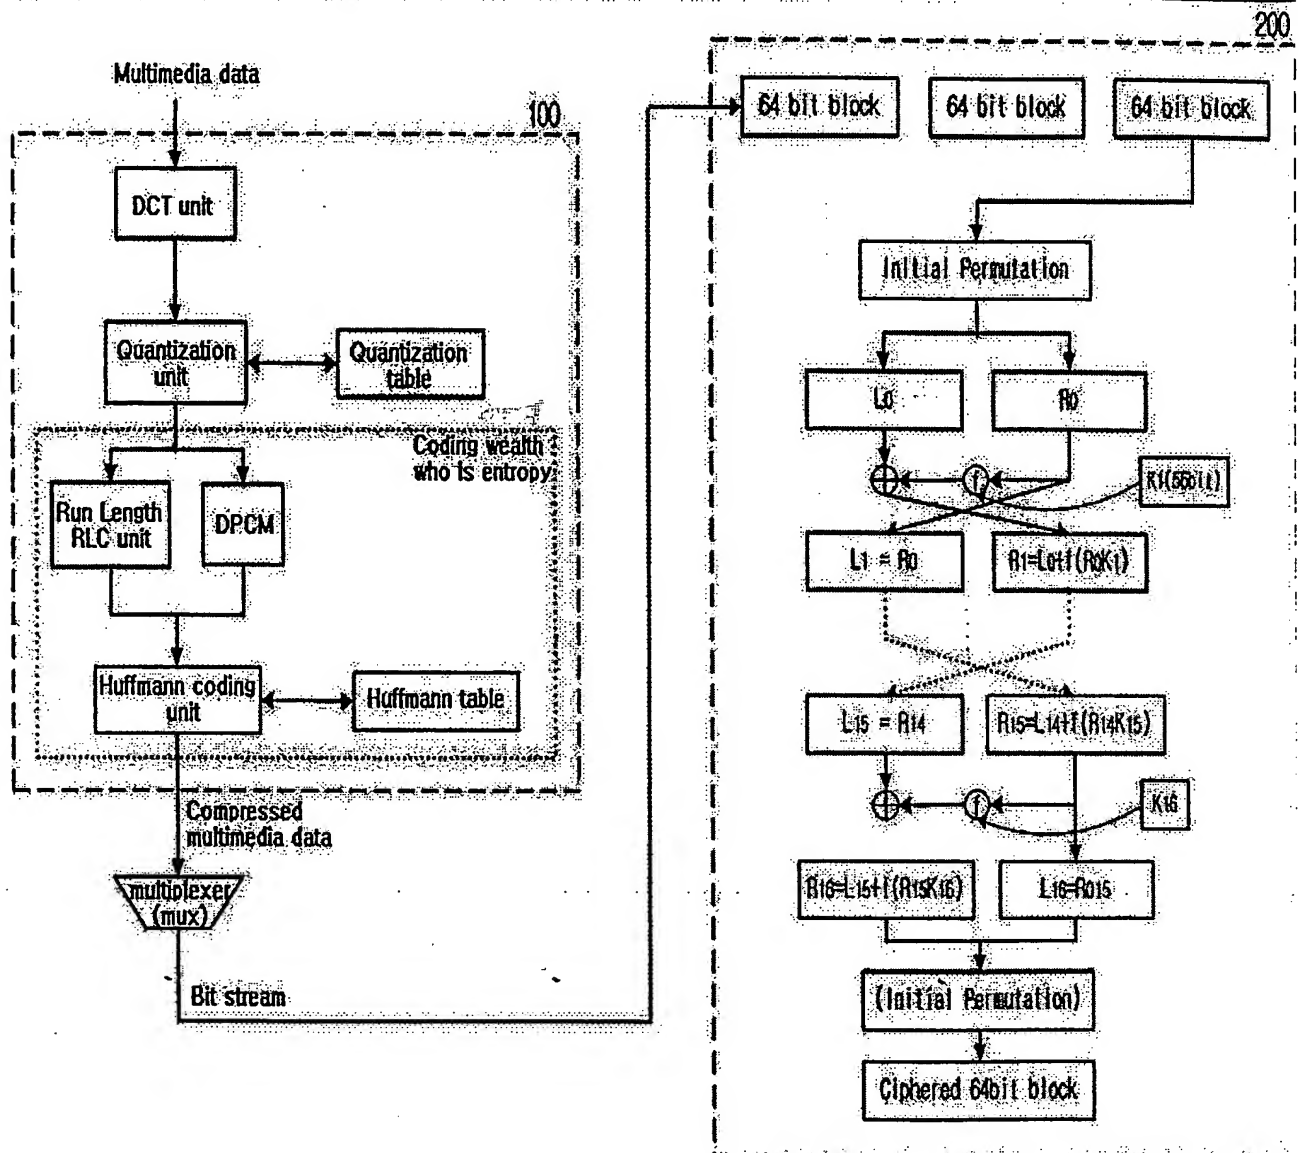 200
Multimedia data
100
DCT unit
Quantization
unit
Quantization
table
Coding wealth
who is entropy
Run Length
RLC unit
DPCM
Huffmann coding
unit
Huffmann table
Compressed
multimedia data
multiplexer
(mux)
Bit stream
64 bit block
64 bit block
64 bit block
Initial Permutation
L0
R0
f
K1(56bit)
L1 = R0
R1=L0+f(R0K1)
L15 = R14
R15=L14+f(R14K15)
f
K16
R16=L15+f(R15K16)
L16=R015
(Initial Permutation)
Ciphered 64bit block